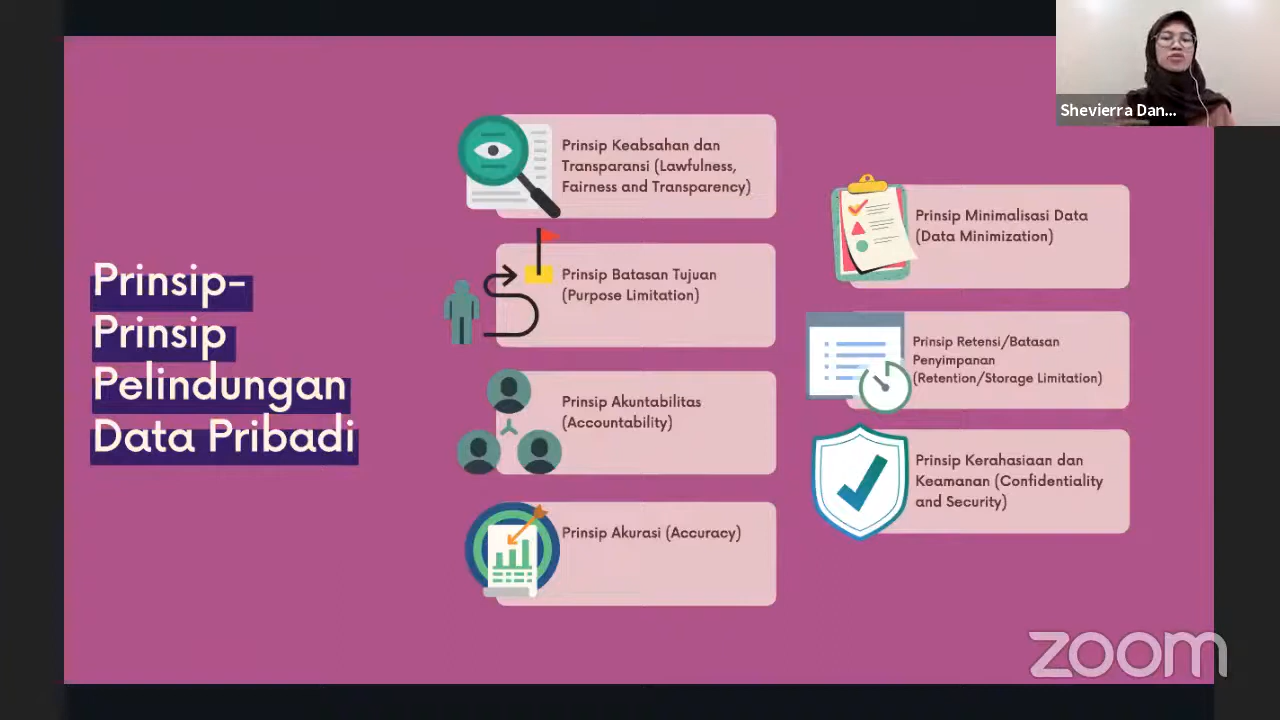 Prinsip-
Prinsip
Pelindungan
Data Pribadi
Prinsip Keabsahan dan
Transparansi (Lawfulness,
Fairness and Transparency)
Prinsip Batasan Tujuan
(Purpose Limitation)
Prinsip Akuntabilitas
(Accountability)
Prinsip Akurasi (Accuracy)
Prinsip Minimalisasi Data
(Data Minimization)
Prinsip Retensi/Batasan
Penyimpanan
(Retention/Storage Limitation)
Prinsip Kerahasiaan dan
Keamanan (Confidentiality
and Security)
Shevierra Dan...
zoom